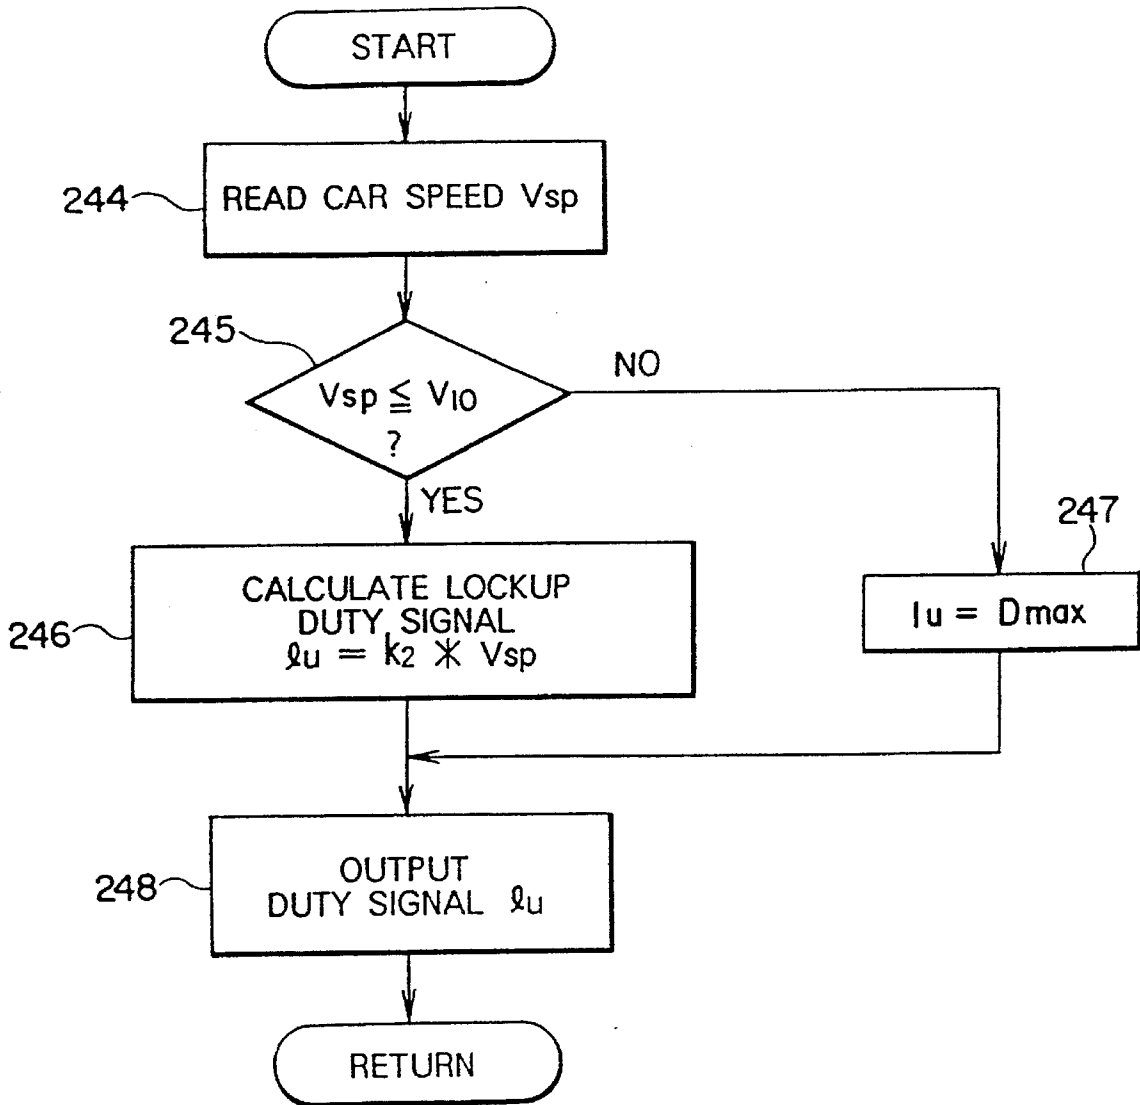 START
244
READ CAR SPEED Vsp
245
Vsp ≦ V10
?
NO
YES
247
CALCULATE LOCKUP
DUTY SIGNAL
ℓu = k2 * Vsp
246
lu = Dmax
OUTPUT
DUTY SIGNAL ℓu
248
RETURN